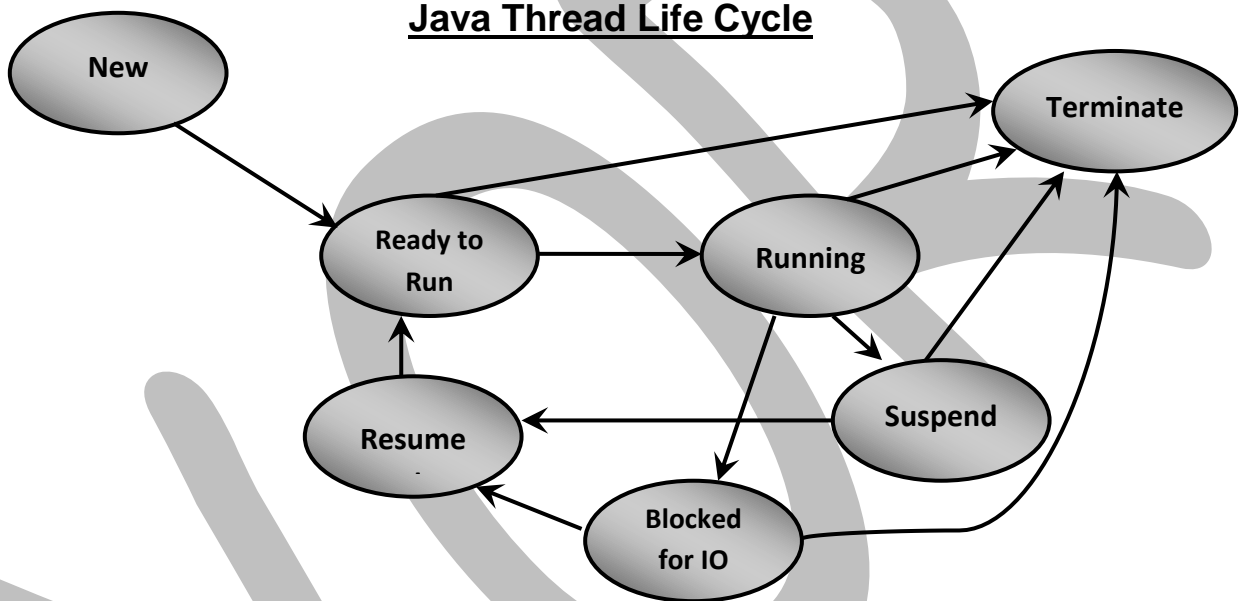 Java Thread Life Cycle
New
Terminate
Ready to
Run
Running
Suspend
Resume
-
Blocked
for IO